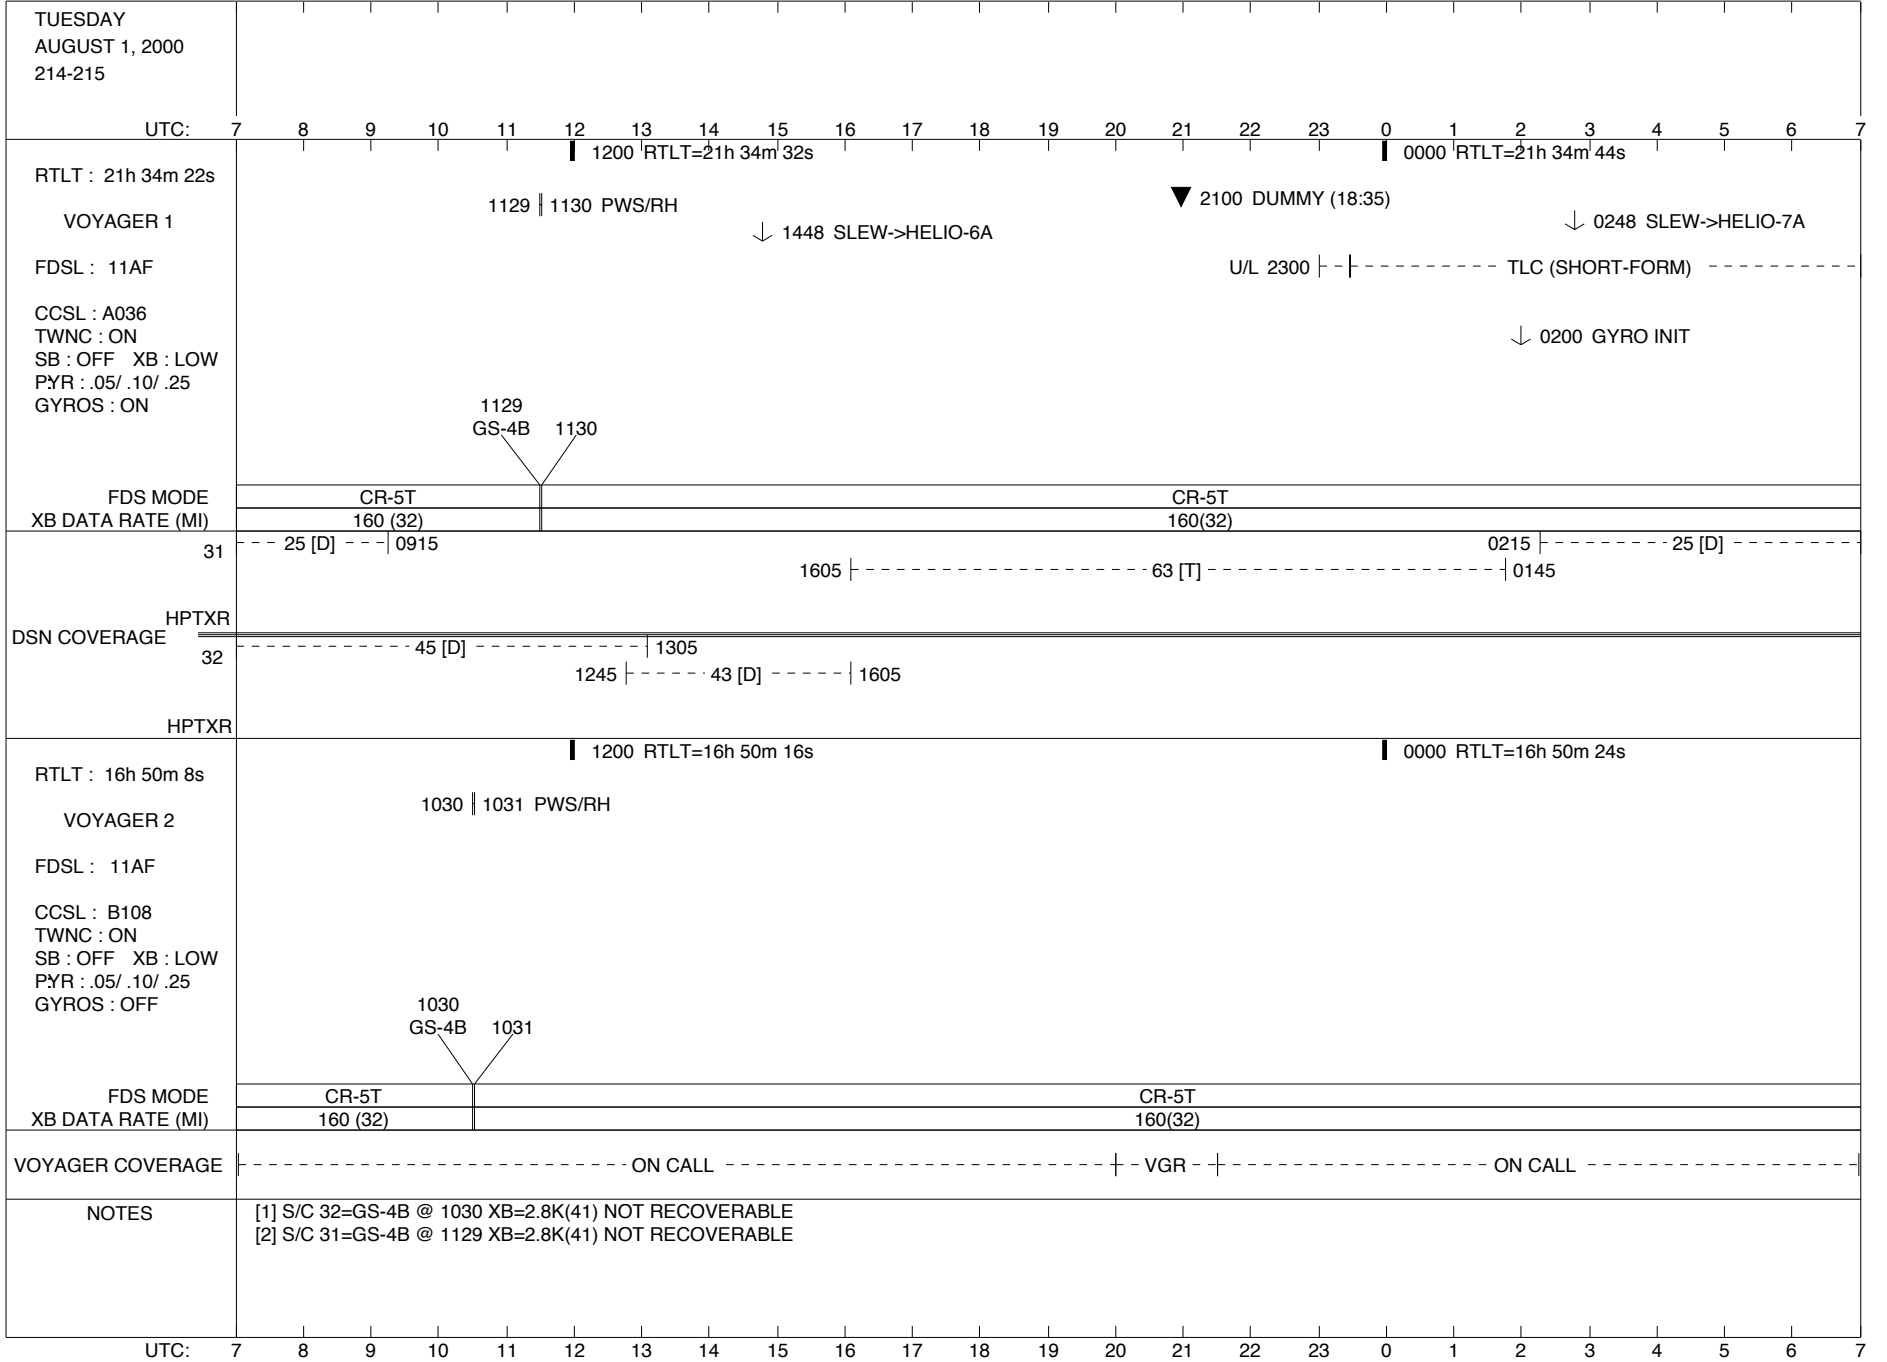 TUESDAY
AUGUST 1, 2000
214-215
UTC: 7 8 9 10 11 12 13 14 15 16 17 18 19 20 21 22 23 0 1 2 3 4 5 6 7
1200 RTLT=21h 34m 32s 0000 RTLT=21h 34m 44s
RTLT : 21h 34m 22s
1129 1130 PWS/RH 2100 DUMMY (18:35)
VOYAGER 1 1448 SLEW->HELIO-6A 0248 SLEW->HELIO-7A
FDSL : 11AF U/L 2300 TLC (SHORT-FORM)
CCSL : A036
TWNC : ON 0200 GYRO INIT
SB : OFF XB : LOW
P:YR : .05/ .10/ .25
GYROS : ON 1129
GS-4B 1130
FDS MODE CR-5T CR-5T
XB DATA RATE (MI) 160 (32) 160(32)
31 25 [D] 0915 0215 25 [D]
1605 63 [T] 0145
HPTXR
DSN COVERAGE
32 45 [D] 1305
1245 43 [D] 1605
HPTXR
1200 RTLT=16h 50m 16s 0000 RTLT=16h 50m 24s
RTLT : 16h 50m 8s
1030 1031 PWS/RH
VOYAGER 2
FDSL : 11AF
CCSL : B108
TWNC : ON
SB : OFF XB : LOW
P:YR : .05/ .10/ .25
GYROS : OFF 1030
GS-4B 1031
FDS MODE CR-5T CR-5T
XB DATA RATE (MI) 160 (32) 160(32)
VOYAGER COVERAGE ON CALL VGR ON CALL
NOTES [1] S/C 32=GS-4B @ 1030 XB=2.8K(41) NOT RECOVERABLE
[2] S/C 31=GS-4B @ 1129 XB=2.8K(41) NOT RECOVERABLE
UTC: 7 8 9 10 11 12 13 14 15 16 17 18 19 20 21 22 23 0 1 2 3 4 5 6 7